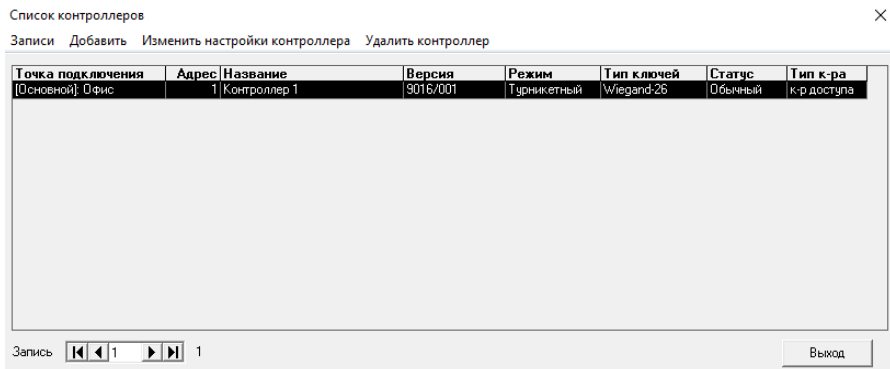 Список контроллеров
Записи Добавить Изменить настройки контроллера Удалить контроллер
Точка подключения Адрес Название Версия Режим Тип ключей Статус Тип к-ра
[Основной]: Офис 1 Контроллер 1 9016/001 Турникетный Wiegand-26 Обычный к-р доступа
Запись 1 1 Выход